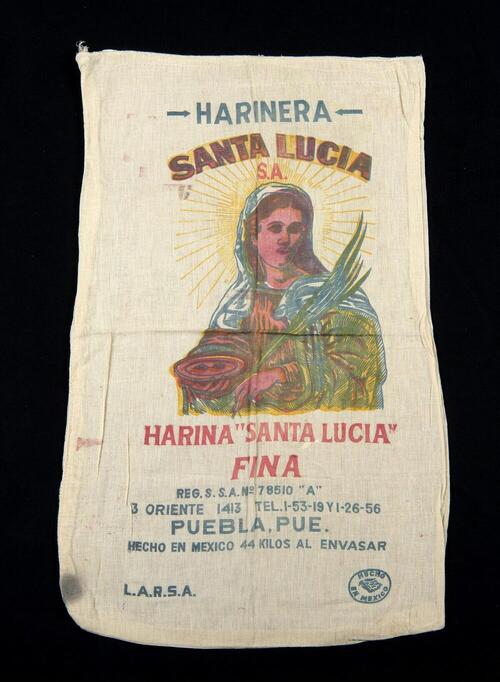 HARINERA
SANTA LUCIA
S.A.
HARINA "SANTA LUCIA"
FINA
REG. S. S.A. Nº 78510 "A"
3 ORIENTE 1413 TEL. 1-53-19 Y 1-26-56
PUEBLA, PUE.
HECHO EN MEXICO 44 KILOS AL ENVASAR
L.A.R.S.A.
HECHO EN MEXICO